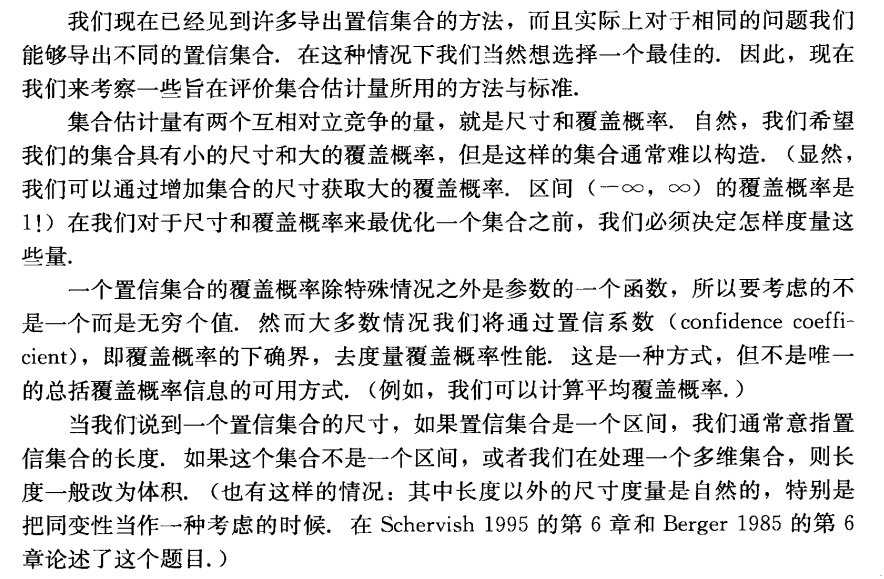 我们现在已经见到许多导出置信集合的方法，而且实际上对于相同的问题我们
能够导出不同的置信集合．在这种情况下我们当然想选择一个最佳的．因此，现在
我们来考察一些旨在评价集合估计量所用的方法与标准．
集合估计量有两个互相对立竞争的量，就是尺寸和覆盖概率．自然，我们希望
我们的集合具有小的尺寸和大的覆盖概率，但是这样的集合通常难以构造．（显然，
我们可以通过增加集合的尺寸获取大的覆盖概率．区间（－∞，∞）的覆盖概率是
1!）在我们对于尺寸和覆盖概率来最优化一个集合之前，我们必须决定怎样度量这
些量．
一个置信集合的覆盖概率除特殊情况之外是参数的一个函数，所以要考虑的不
是一个而是无穷个值．然而大多数情况我们将通过置信系数（confidence coeffi-
cient），即覆盖概率的下确界，去度量覆盖概率性能．这是一种方式，但不是唯一
的总括覆盖概率信息的可用方式．（例如，我们可以计算平均覆盖概率．）
当我们说到一个置信集合的尺寸，如果置信集合是一个区间，我们通常意指置
信集合的长度．如果这个集合不是一个区间，或者我们在处理一个多维集合，则长
度一般改为体积．（也有这样的情况：其中长度以外的尺寸度量是自然的，特别是
把同变性当作一种考虑的时候．在 Schervish 1995 的第 6 章和 Berger 1985 的第 6
章论述了这个题目．）